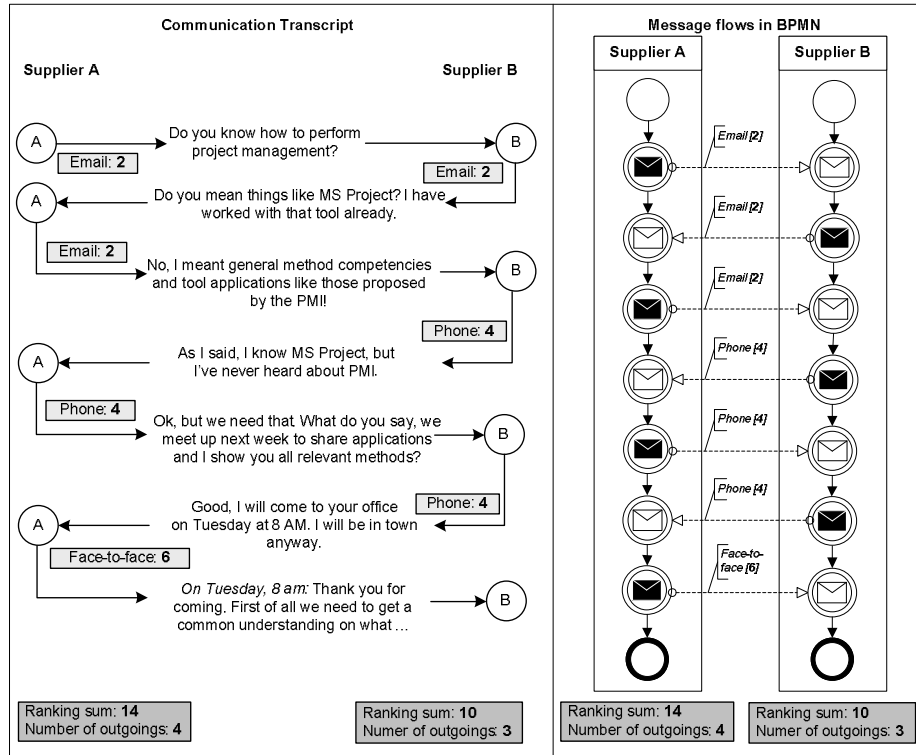 Communication Transcript
Supplier A
Supplier B
A
Do you know how to perform
project management?
B
Email: 2
Email: 2
A
Do you mean things like MS Project? I have
worked with that tool already.
Email: 2
No, I meant general method competencies
and tool applications like those proposed
by the PMI!
B
Phone: 4
A
As I said, I know MS Project, but
I've never heard about PMI.
Phone: 4
Ok, but we need that. What do you say, we
meet up next week to share applications
and I show you all relevant methods?
B
Phone: 4
A
Good, I will come to your office
on Tuesday at 8 AM. I will be in town
anyway.
Face-to-face: 6
On Tuesday, 8 am: Thank you for
coming. First of all we need to get a
common understanding on what ...
B
Ranking sum: 14
Number of outgoings: 4
Ranking sum: 10
Numer of outgoings: 3
Message flows in BPMN
Supplier A
Supplier B
Email [2]
Email [2]
Email [2]
Phone [4]
Phone [4]
Phone [4]
Face-to-
face [6]
Ranking sum: 14
Number of outgoings: 4
Ranking sum: 10
Numer of outgoings: 3